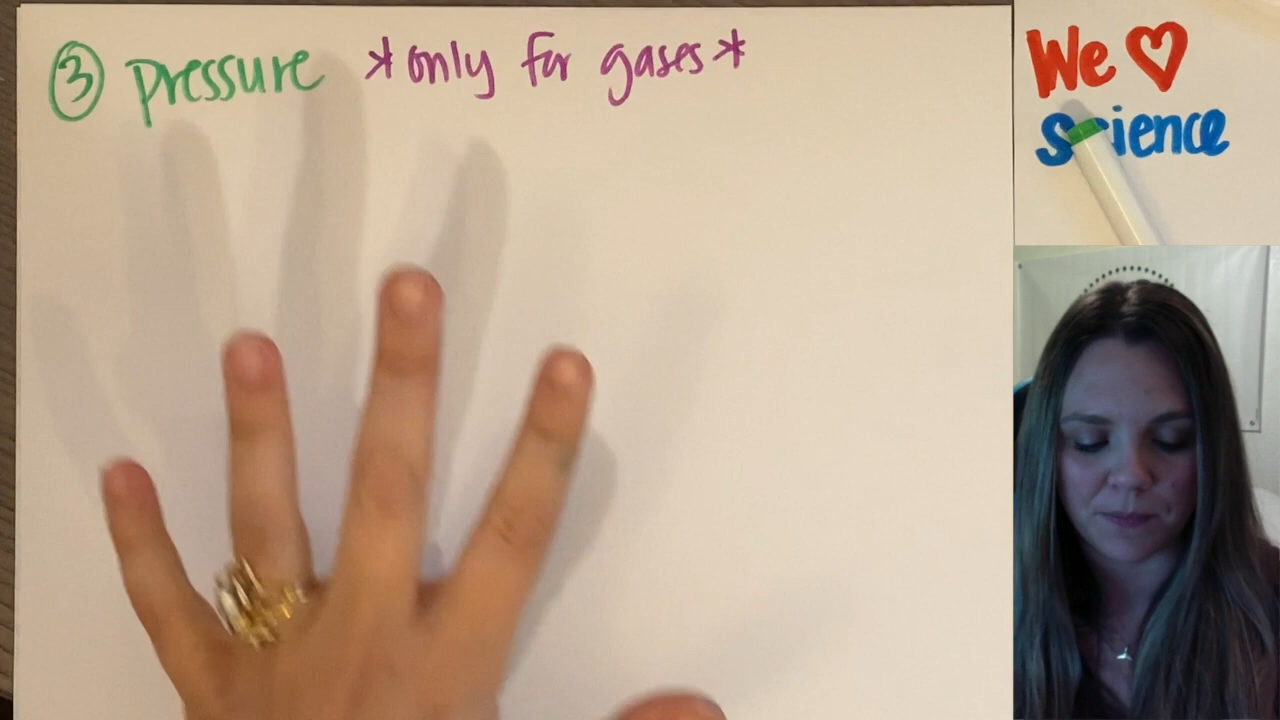 ③ pressure *only for gases*
We ♡
Science